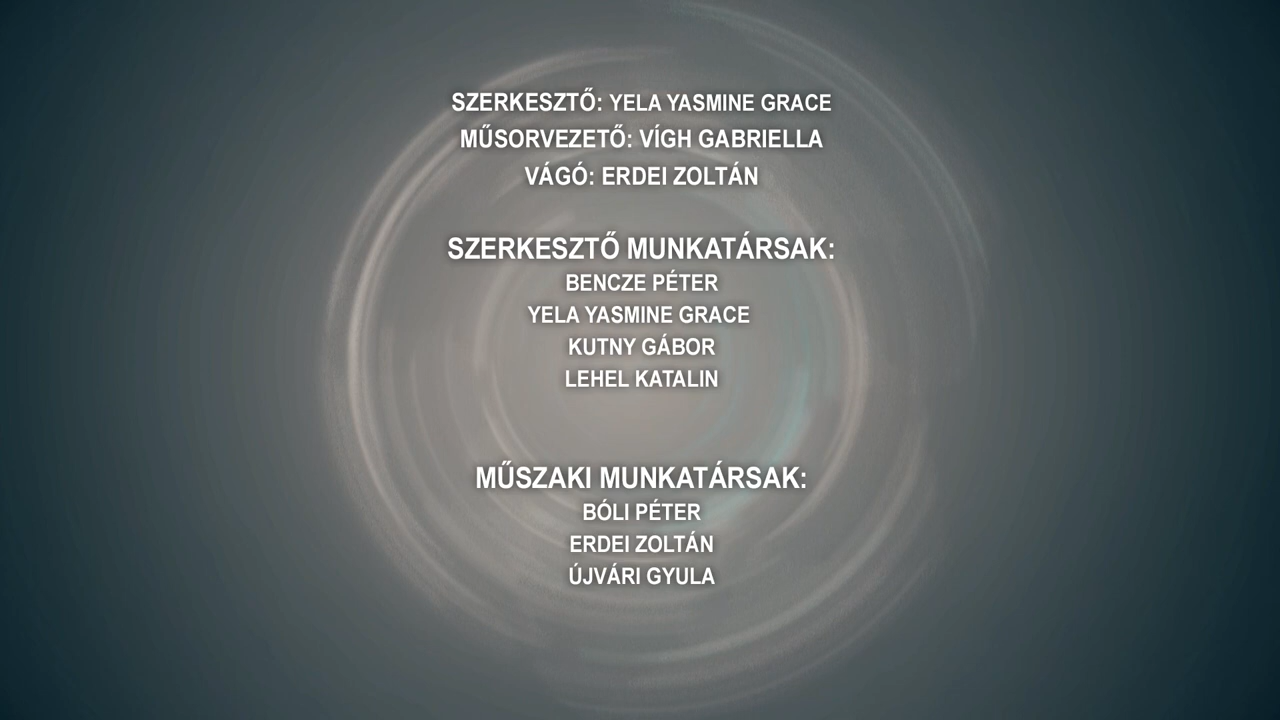 SZERKESZTŐ: YELA YASMINE GRACE
MŰSORVEZETŐ: VÍGH GABRIELLA
VÁGÓ: ERDEI ZOLTÁN
SZERKESZTŐ MUNKATÁRSAK:
BENCZE PÉTER
YELA YASMINE GRACE
KUTNY GÁBOR
LEHEL KATALIN
MŰSZAKI MUNKATÁRSAK:
BÓLI PÉTER
ERDEI ZOLTÁN
ÚJVÁRI GYULA